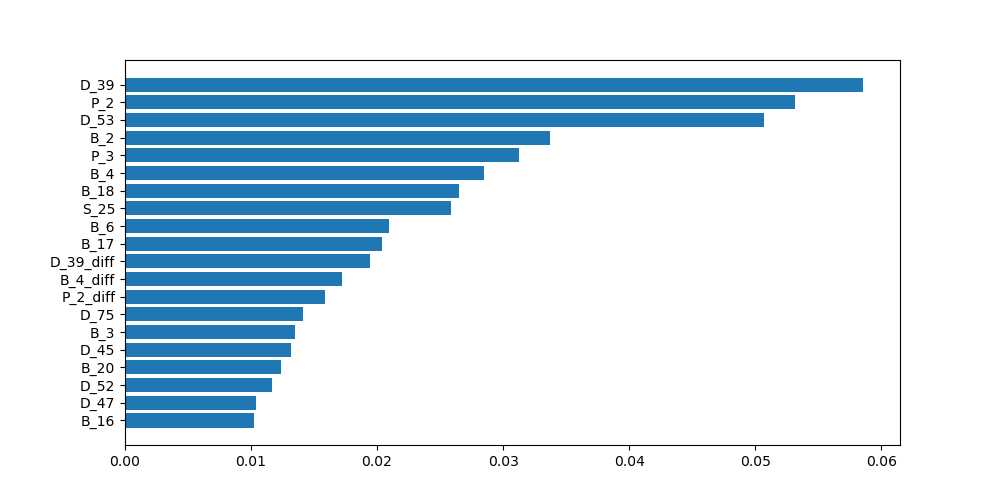 D_39
P_2
D_53
B_2
P_3
B_4
B_18
S_25
B_6
B_17
D_39_diff
B_4_diff
P_2_diff
D_75
B_3
D_45
B_20
D_52
D_47
B_16
0.00 0.01 0.02 0.03 0.04 0.05 0.06